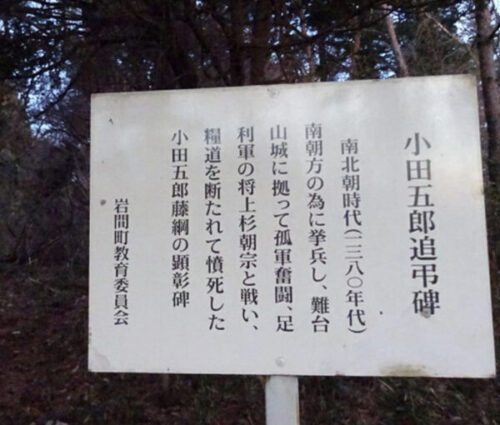 小田五郎追弔碑
南北朝時代(一三八〇年代)
南朝方の為に挙兵し、難台
山城に拠って孤軍奮闘、足
利軍の将上杉朝宗と戦い、
糧道を断たれて憤死した
小田五郎藤綱の顕彰碑
岩間町教育委員会